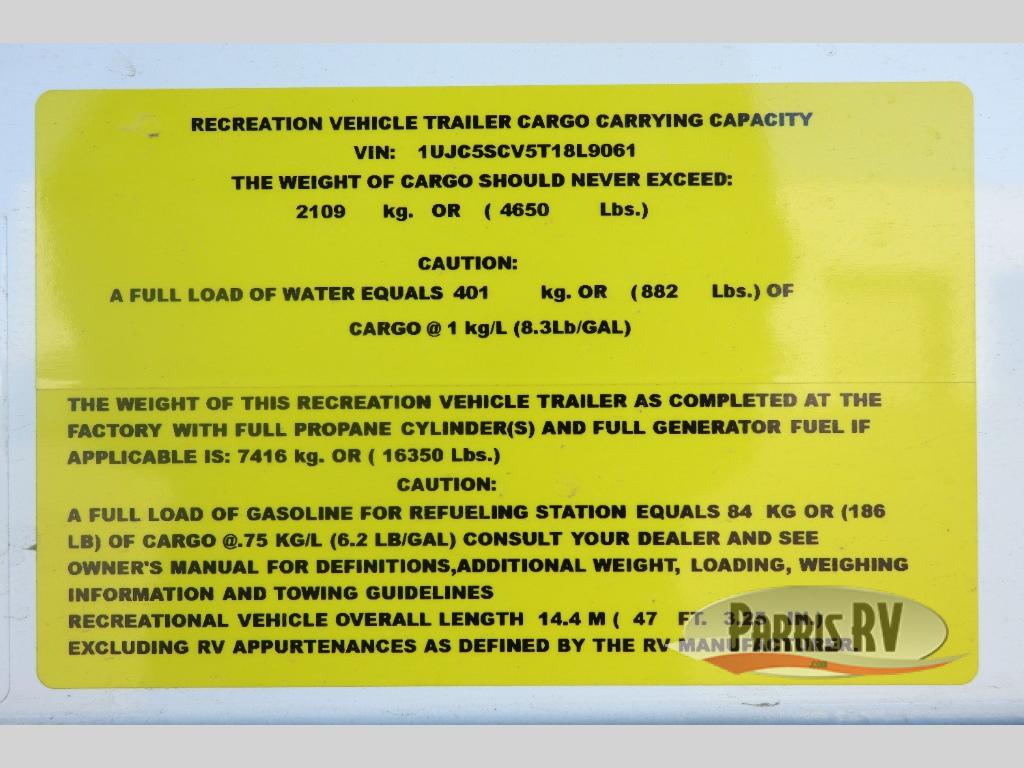 RECREATION VEHICLE TRAILER CARGO CARRYING CAPACITY
VIN: 1UJC5SCV5T18L9061
THE WEIGHT OF CARGO SHOULD NEVER EXCEED:
2109 kg. OR ( 4650 Lbs.)
CAUTION:
A FULL LOAD OF WATER EQUALS 401 kg. OR (882 Lbs.) OF
CARGO @ 1 kg/L (8.3Lb/GAL)
THE WEIGHT OF THIS RECREATION VEHICLE TRAILER AS COMPLETED AT THE
FACTORY WITH FULL PROPANE CYLINDER(S) AND FULL GENERATOR FUEL IF
APPLICABLE IS: 7416 kg. OR ( 16350 Lbs.)
CAUTION:
A FULL LOAD OF GASOLINE FOR REFUELING STATION EQUALS 84 KG OR (186
LB) OF CARGO @.75 KG/L (6.2 LB/GAL) CONSULT YOUR DEALER AND SEE
OWNER'S MANUAL FOR DEFINITIONS,ADDITIONAL WEIGHT, LOADING, WEIGHING
INFORMATION AND TOWING GUIDELINES
RECREATIONAL VEHICLE OVERALL LENGTH 14.4 M ( 47 FT. 3.25 IN.)
EXCLUDING RV APPURTENANCES AS DEFINED BY THE RV MANUFACTURER.
PARRIS RV
.com